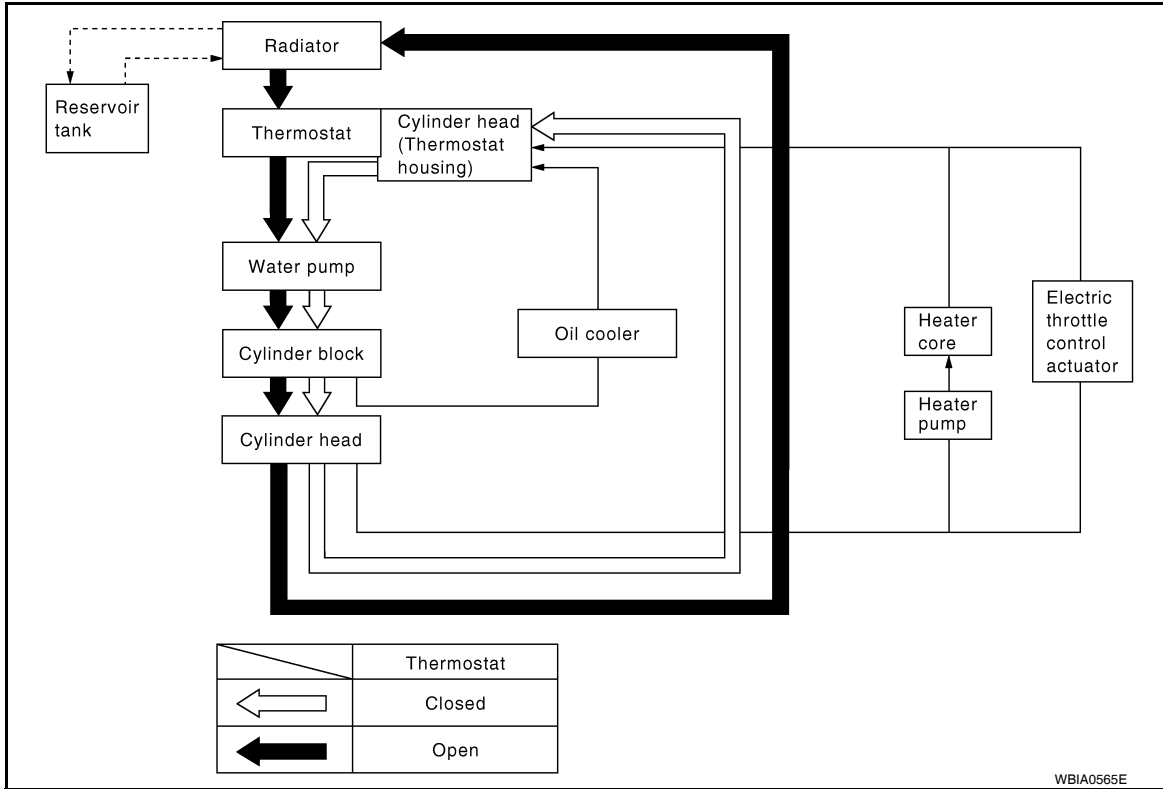 Radiator
Reservoir
tank
Thermostat
Cylinder head
(Thermostat
housing)
Water pump
Cylinder block
Oil cooler
Cylinder head
Heater
core
Heater
pump
Electric
throttle
control
actuator
Thermostat
Closed
Open
WBIA0565E